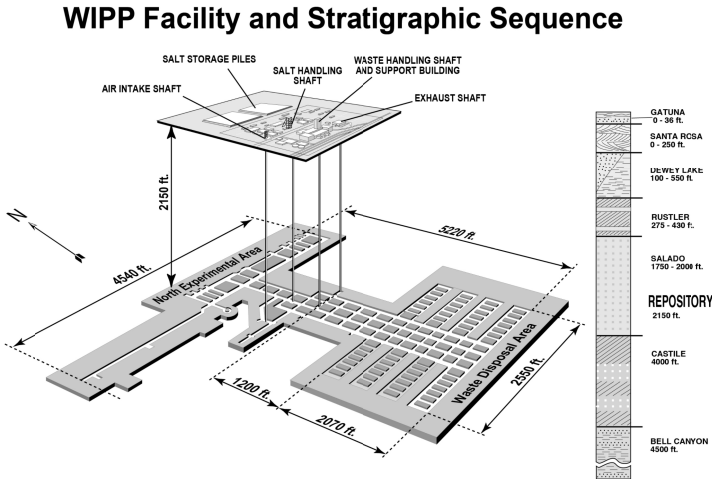 WIPP Facility and Stratigraphic Sequence
SALT STORAGE PILES
AIR INTAKE SHAFT
SALT HANDLING
SHAFT
WASTE HANDLING SHAFT
AND SUPPORT BUILDING
EXHAUST SHAFT
2150 ft.
N
4540 ft.
North Experimental Area
5220 ft.
Waste Disposal Area
2550 ft.
1200 ft.
2070 ft.
GATUNA
0 - 36 ft.
SANTA ROSA
0 - 250 ft.
DEWEY LAKE
100 - 550 ft.
RUSTLER
275 - 430 ft.
SALADO
1750 - 2000 ft.
REPOSITORY
2150 ft.
CASTILE
4000 ft.
BELL CANYON
4500 ft.